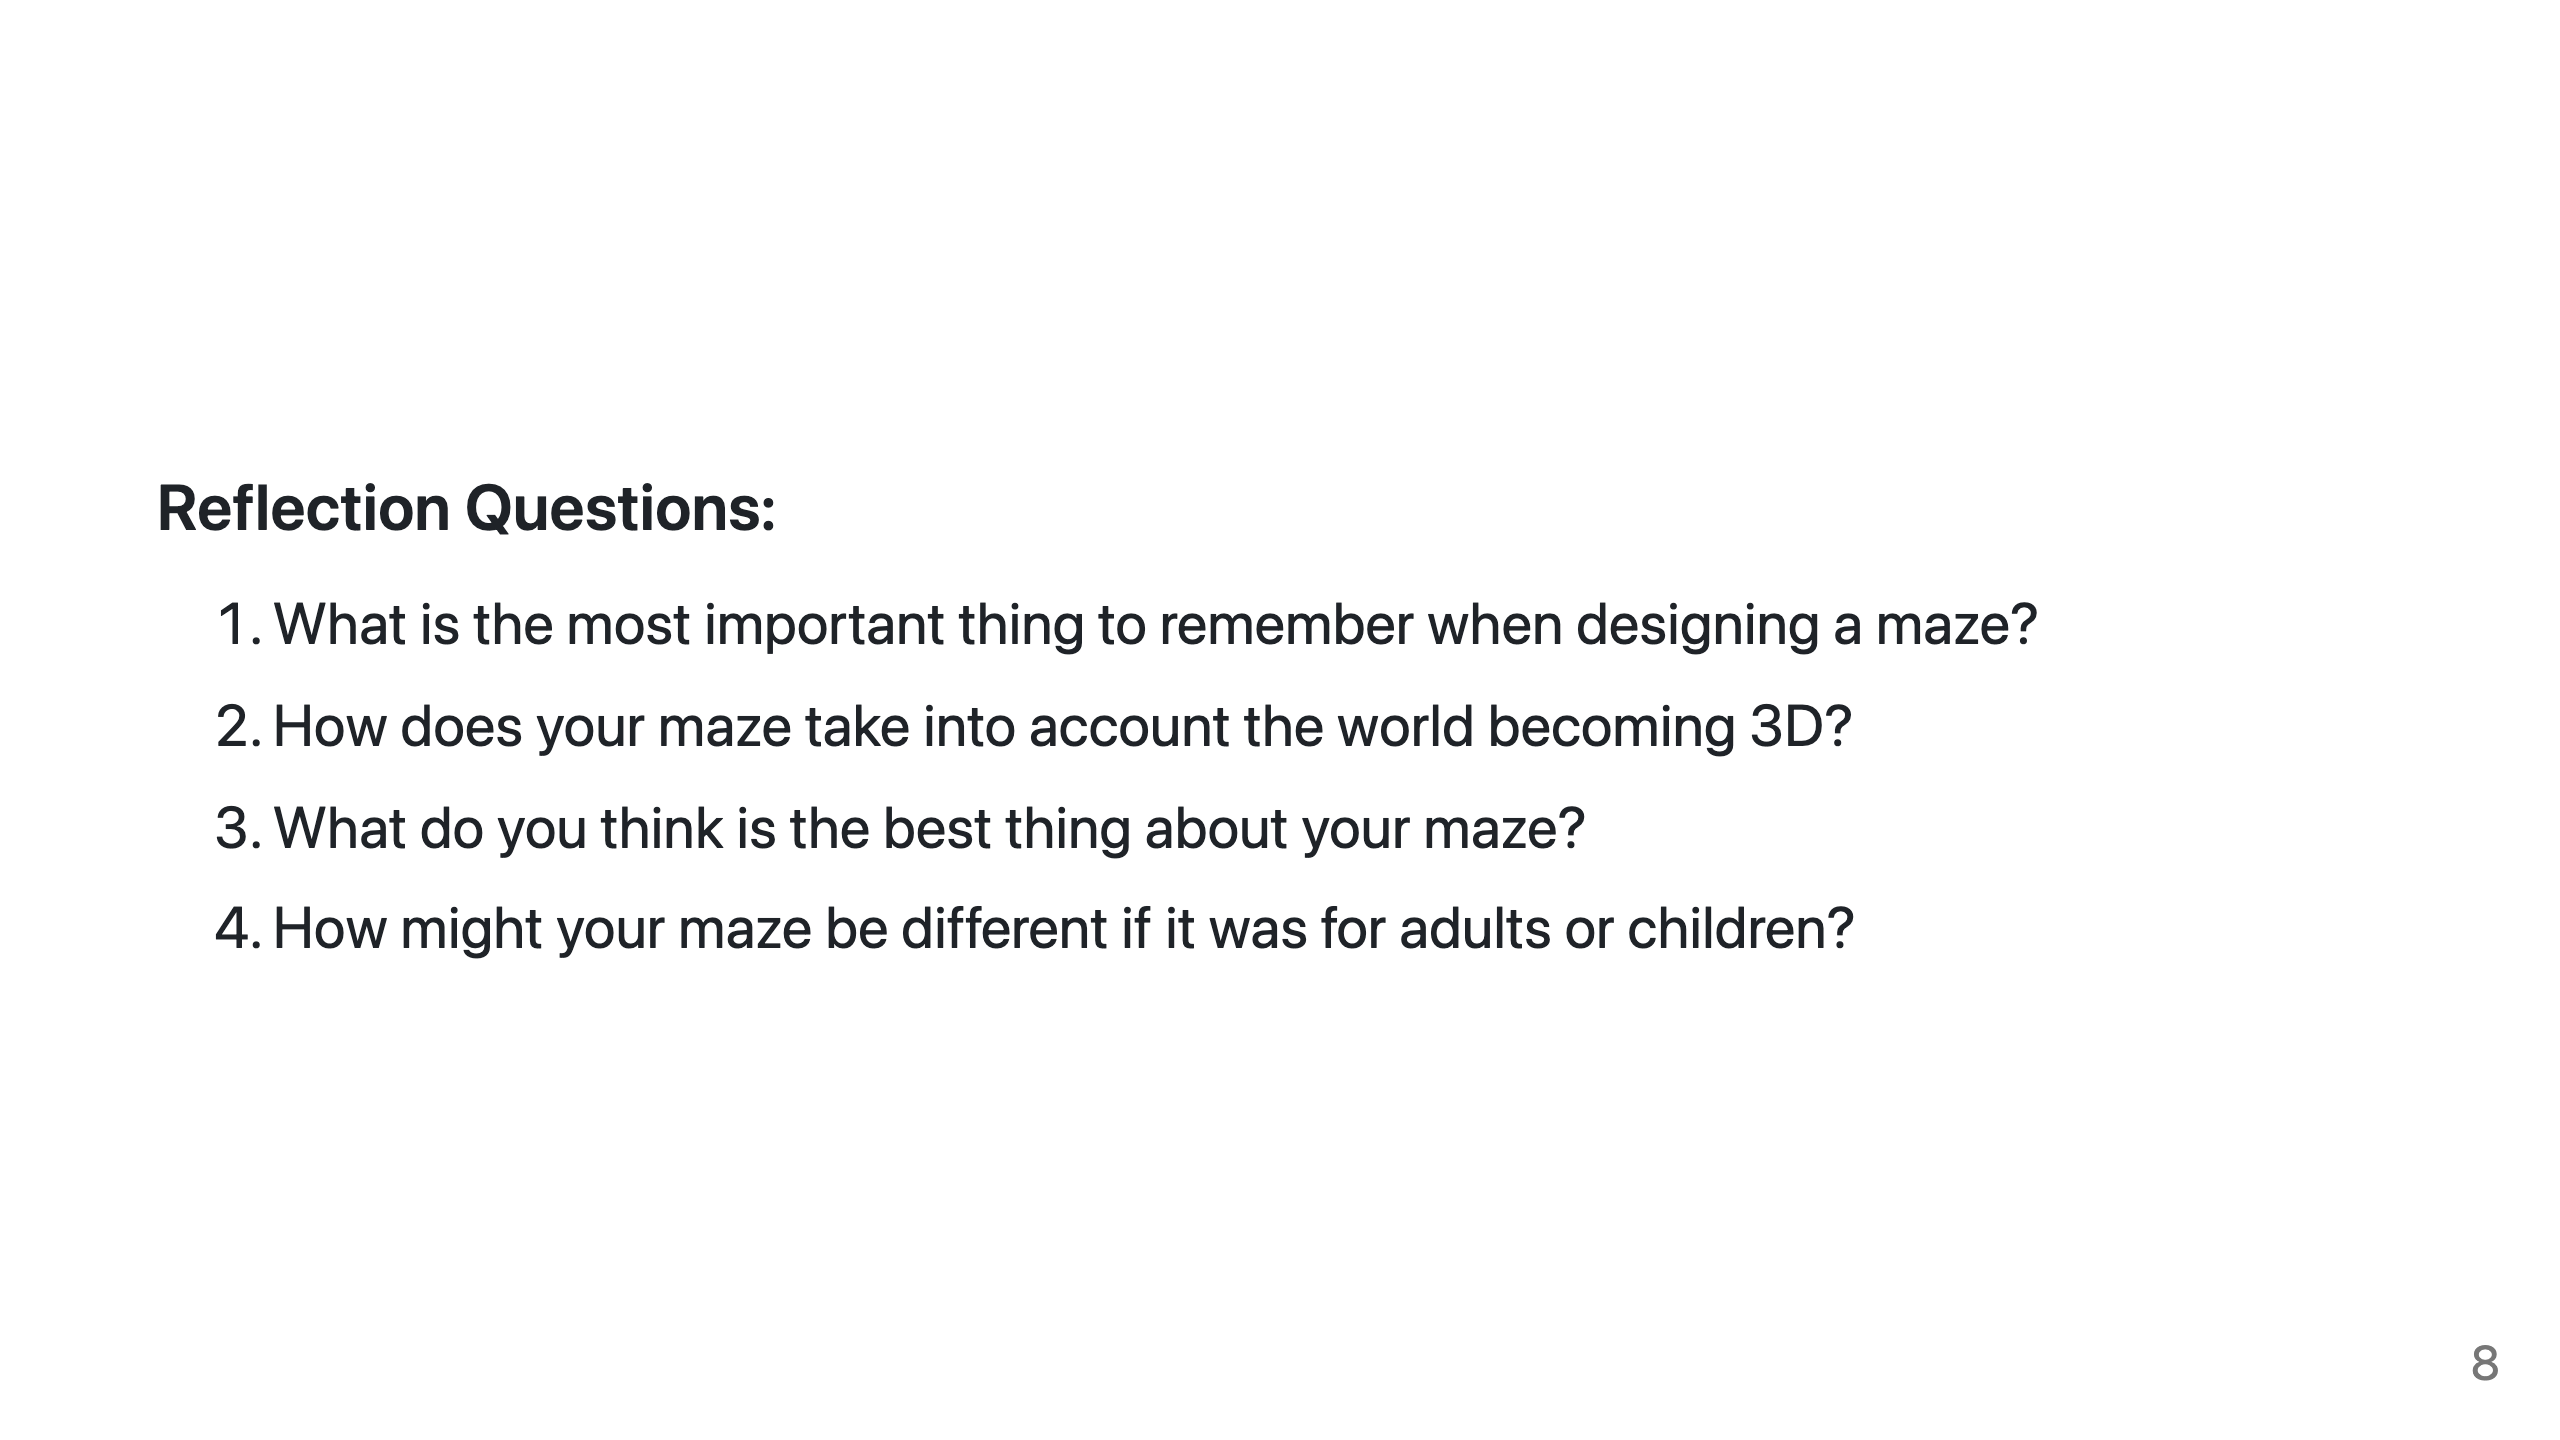 Reflection Questions:
1. What is the most important thing to remember when designing a maze?
2. How does your maze take into account the world becoming 3D?
3. What do you think is the best thing about your maze?
4. How might your maze be different if it was for adults or children?
8